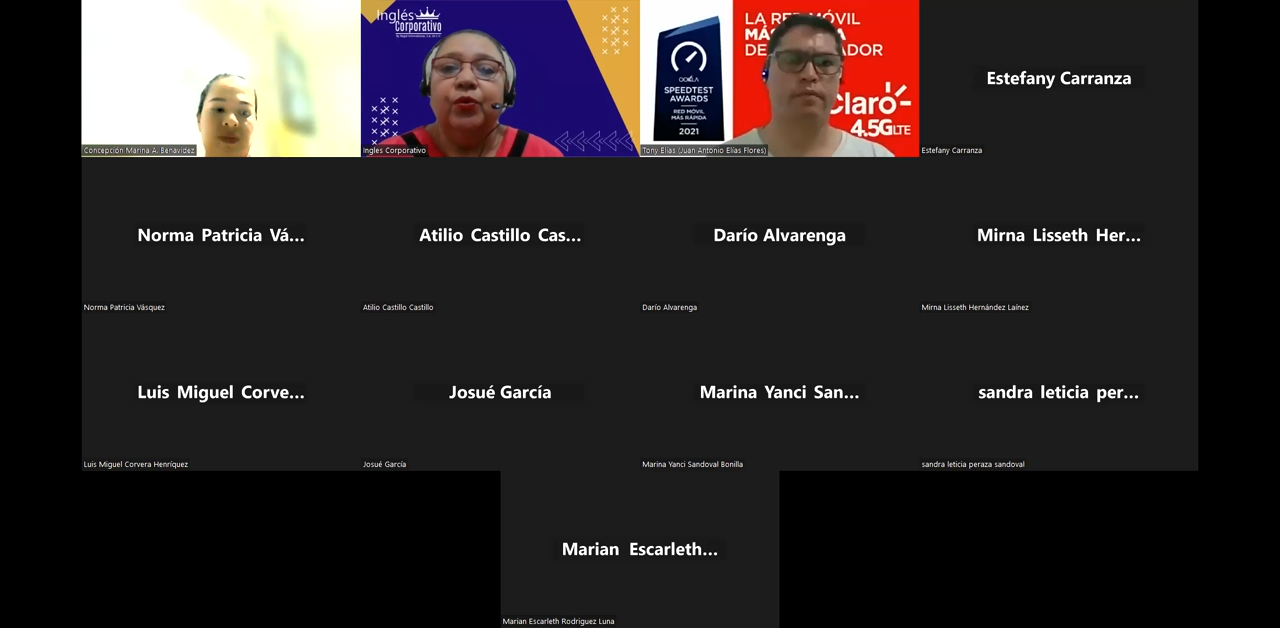 Inglés
Corporativo
Concepción Marina A. Benavidez
Inglés Corporativo
LA RED MÓVIL
MÁS
DE ADOR
OOKLA
SPEEDTEST
AWARDS
RED MÓVIL
MÁS RÁPIDA
2021
Claro
4.5G LTE
Tony Elías (Juan Antonio Elías Flores)
Estefany Carranza
Estefany Carranza
Norma Patricia Vá...
Norma Patricia Vásquez
Atilio Castillo Cas...
Atilio Castillo Castillo
Darío Alvarenga
Darío Alvarenga
Mirna Lisseth Her...
Mirna Lisseth Hernández Laínez
Luis Miguel Corve...
Luis Miguel Corvera Henríquez
Josué García
Josué García
Marina Yanci San...
Marina Yanci Sandoval Bonilla
sandra leticia per...
sandra leticia peraza sandoval
Marian Escarleth...
Marian Escarleth Rodriguez Luna